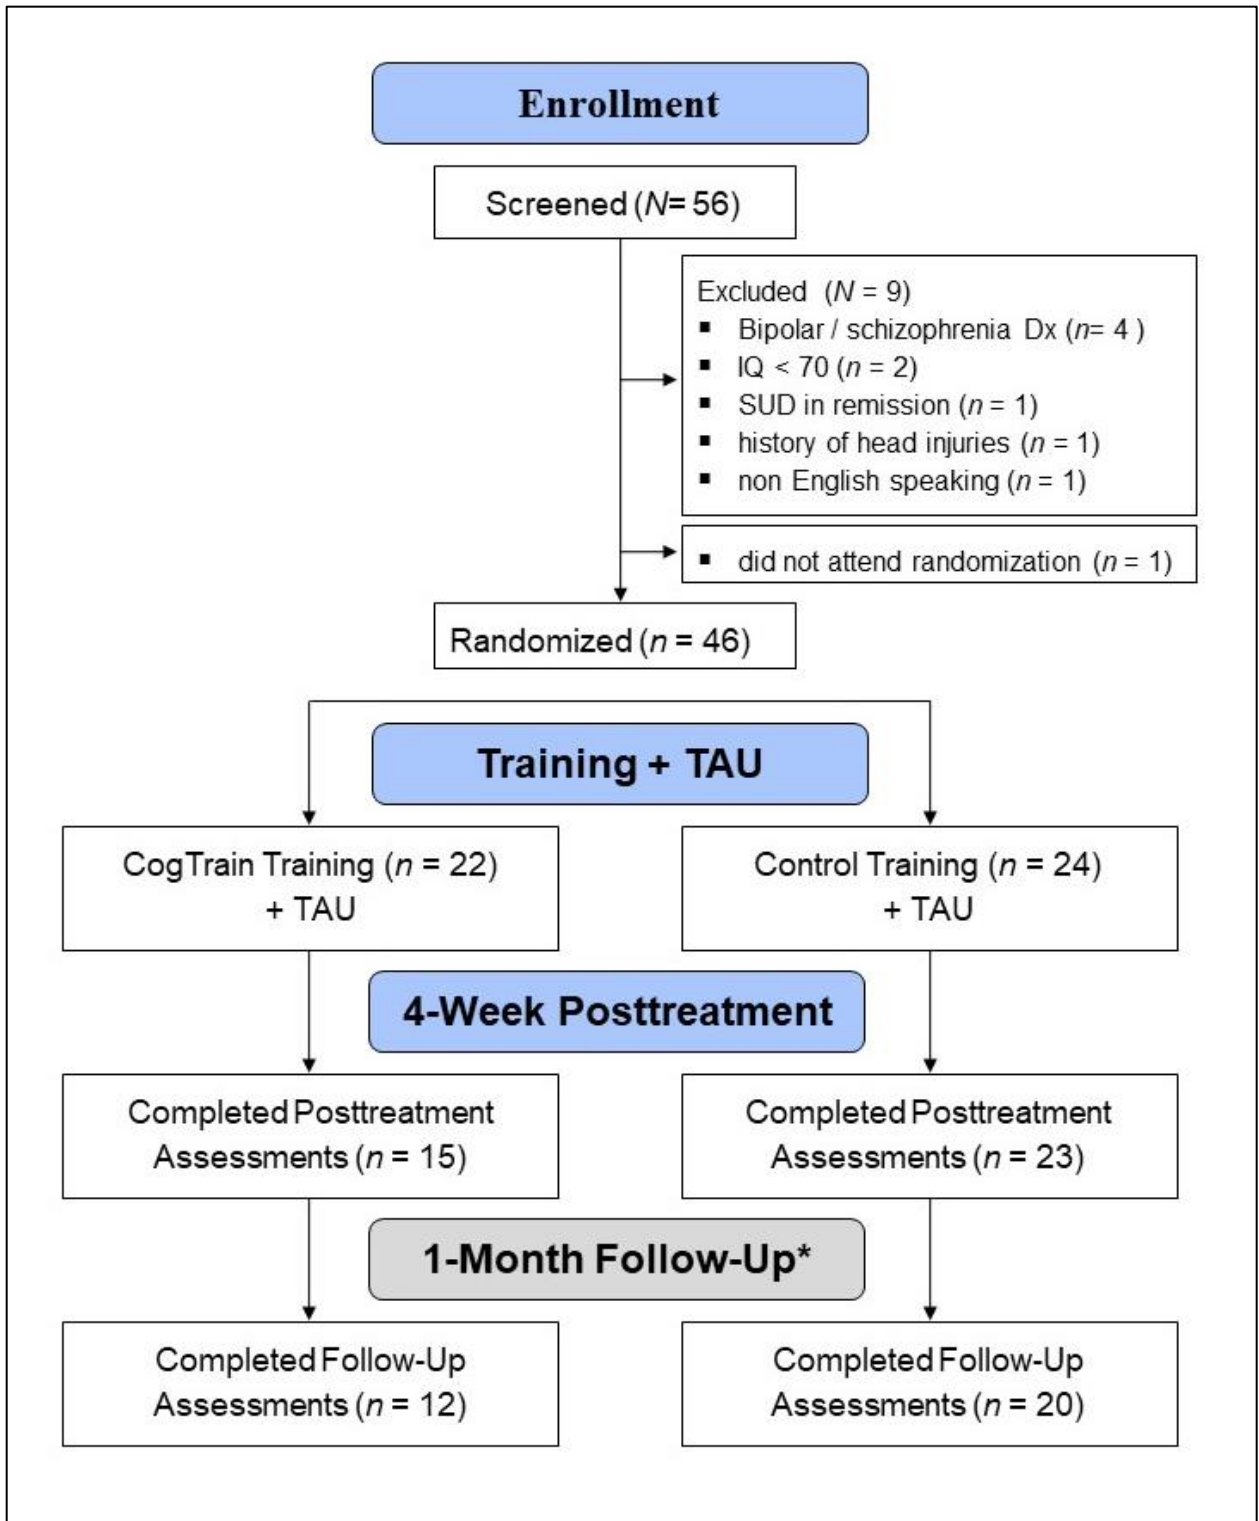 Enrollment
Screened (N= 56)
Excluded (N = 9)
▪ Bipolar / schizophrenia Dx (n= 4 )
▪ IQ < 70 (n = 2)
▪ SUD in remission (n = 1)
▪ history of head injuries (n = 1)
▪ non English speaking (n = 1)
▪ did not attend randomization (n = 1)
Randomized (n = 46)
Training + TAU
CogTrain Training (n = 22)
+ TAU
Control Training (n = 24)
+ TAU
4-Week Posttreatment
Completed Posttreatment
Assessments (n = 15)
Completed Posttreatment
Assessments (n = 23)
1-Month Follow-Up*
Completed Follow-Up
Assessments (n = 12)
Completed Follow-Up
Assessments (n = 20)